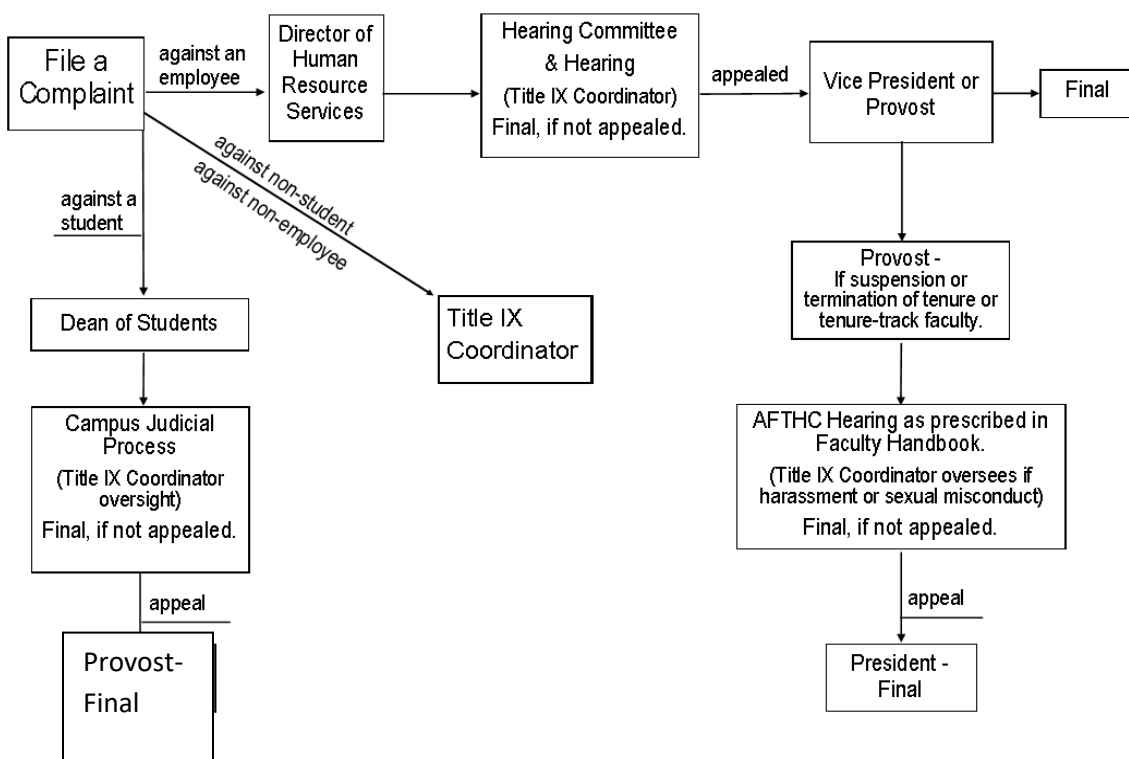 File a
Complaint
against an
employee
Director of
Human
Resource
Services
Hearing Committee
& Hearing
(Title IX Coordinator)
Final, if not appealed.
appealed
Vice President or
Provost
Final
against a
student
against non-student
against non-employee
Title IX
Coordinator
Dean of Students
Campus Judicial
Process
(Title IX Coordinator
oversight)
Final, if not appealed.
appeal
Provost-
Final
Provost -
If suspension or
termination of tenure or
tenure-track faculty.
AFTHC Hearing as prescribed in
Faculty Handbook.
(Title IX Coordinator oversees if
harassment or sexual misconduct)
Final, if not appealed.
appeal
President -
Final